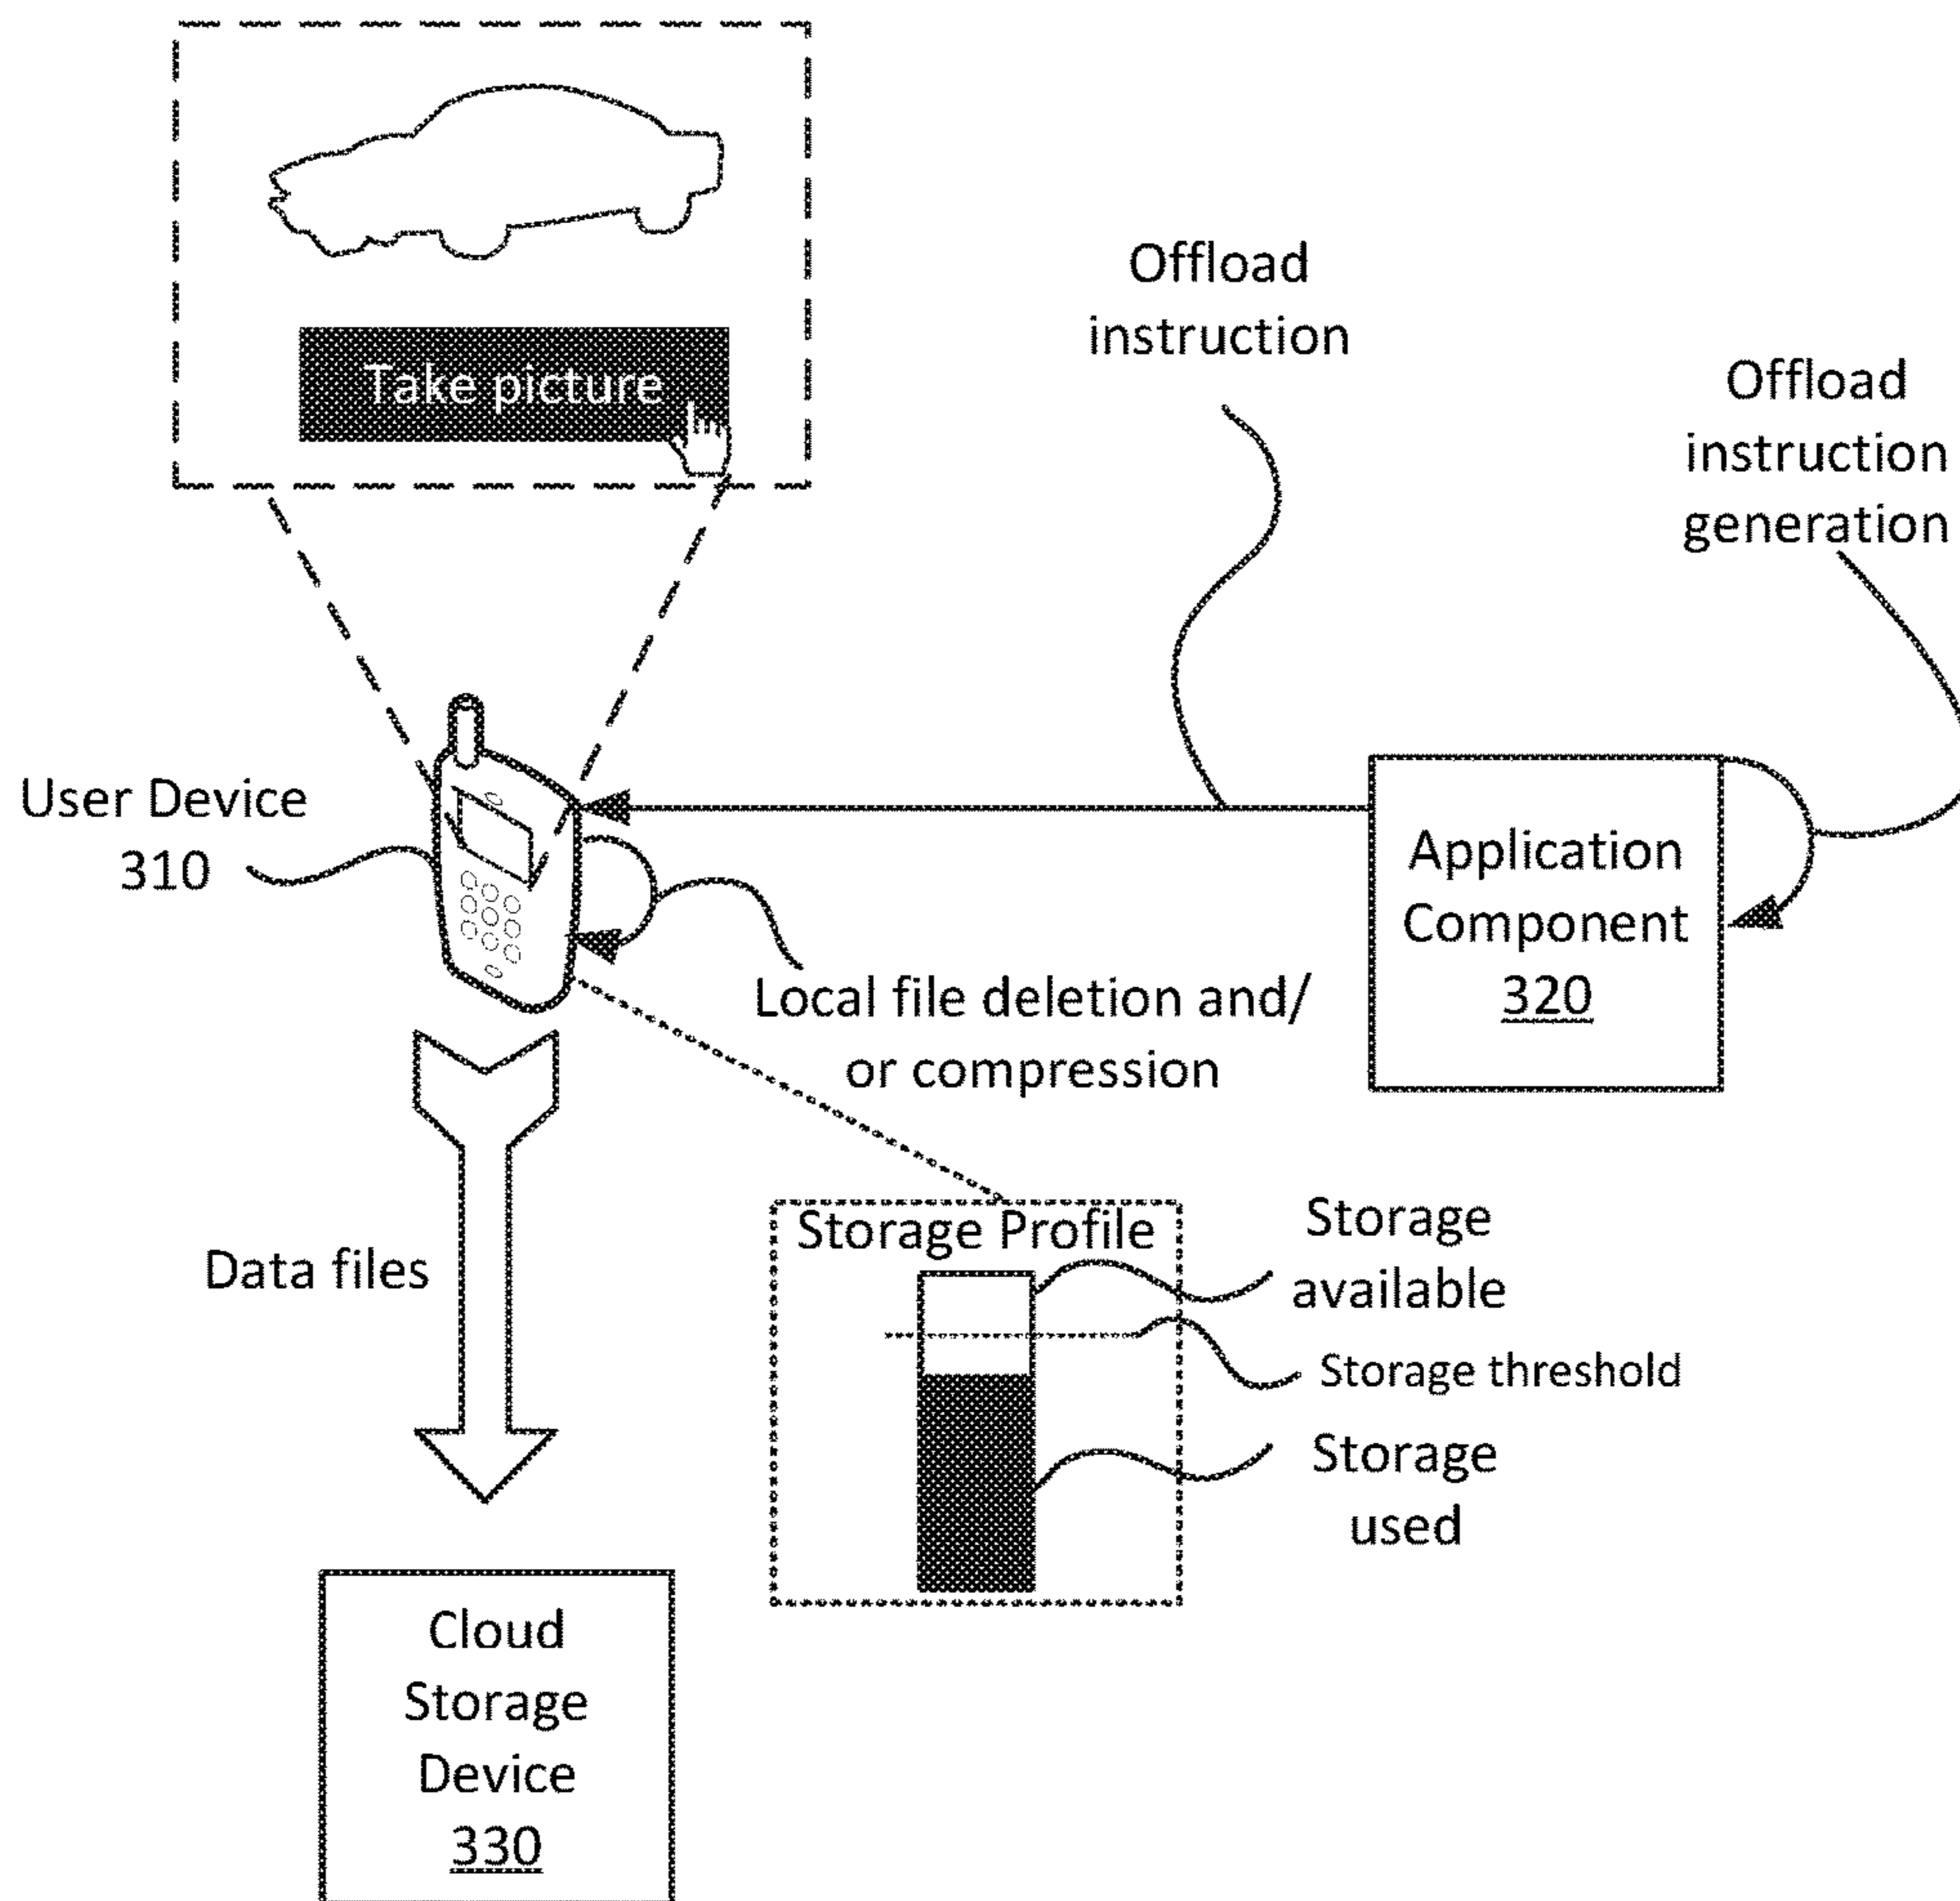 Take picture
Offload
instruction
Offload
instruction
generation
User Device
310
Application
Component
320
Local file deletion and/
or compression
Data files
Storage Profile
Storage
available
Storage threshold
Storage
used
Cloud
Storage
Device
330